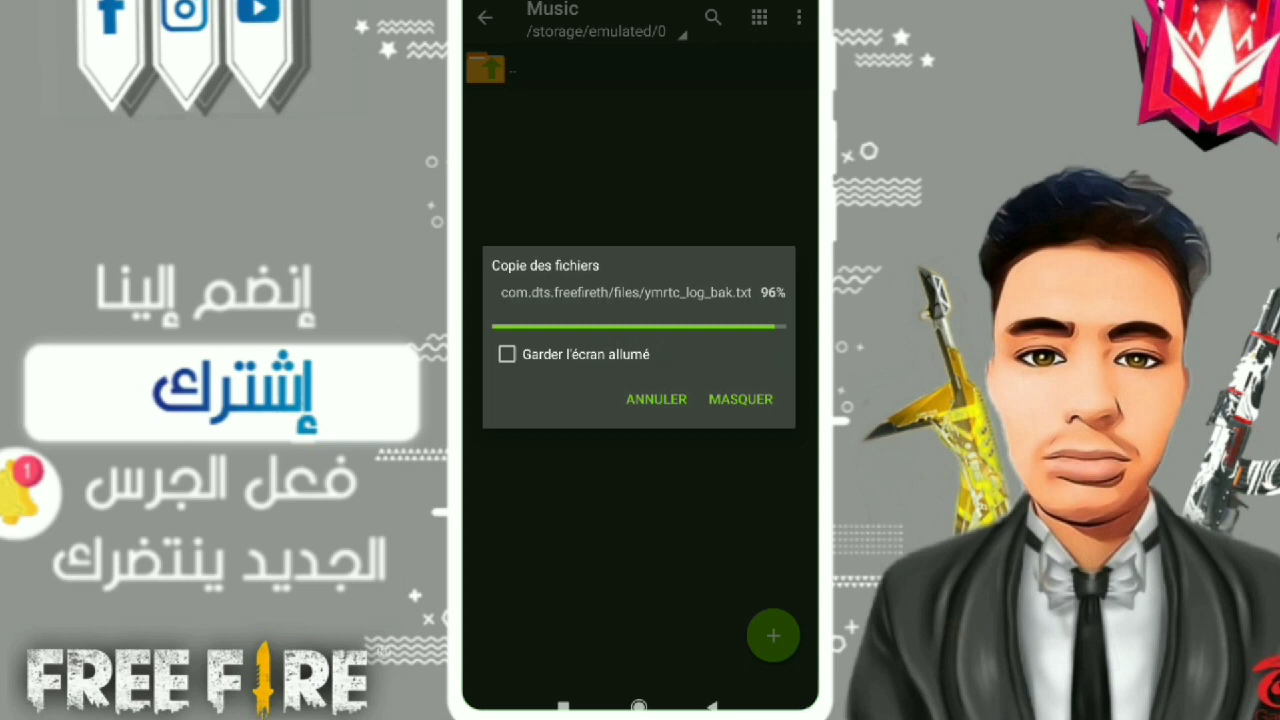 Music
/storage/emulated/0
..
Copie des fichiers
com.dts.freefireth/files/ymrtc_log_bak.txt 96%
Garder l'écran allumé
ANNULER MASQUER
إنضم إلينا
إشترك
1
فعل الجرس
الجديد ينتضرك
FREE FIRE